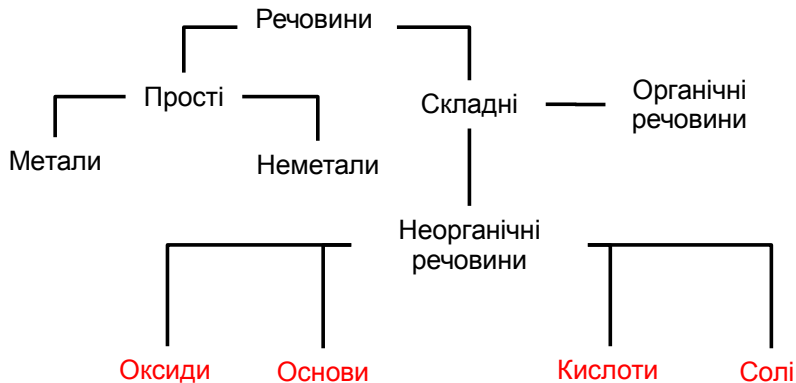 Речовини
Прості
Складні
Органічні
речовини
Метали
Неметали
Неорганічні
речовини
Оксиди
Основи
Кислоти
Солі